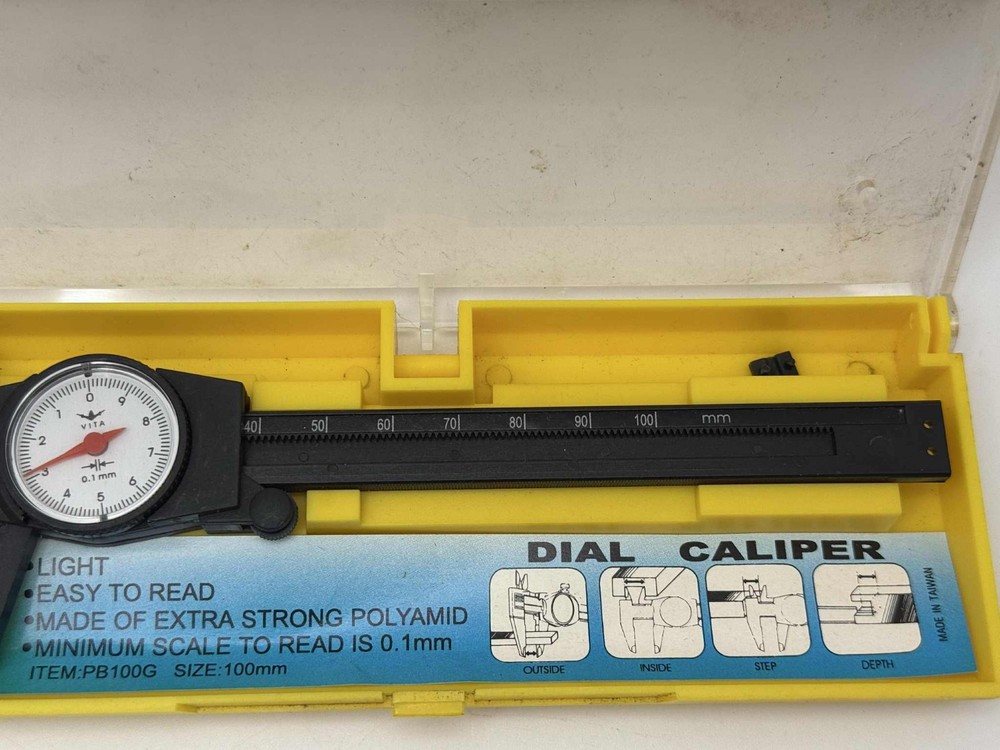 40 50 60 70 80 90 100 mm
0
1 9
VITA
8
2
7
3
0.1 mm
6
4
5
•LIGHT
•EASY TO READ
•MADE OF EXTRA STRONG POLYAMID
•MINIMUM SCALE TO READ IS 0.1mm
ITEM:PB100G SIZE:100mm
DIAL CALIPER
OUTSIDE INSIDE STEP DEPTH
MADE IN TAIWAN